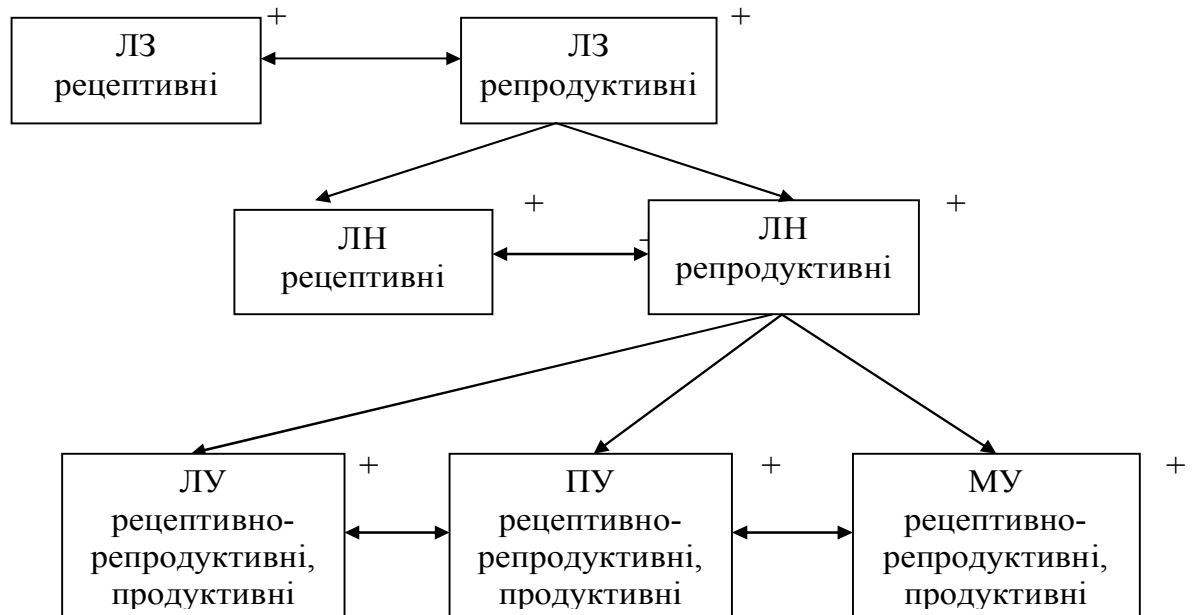 +
+
ЛЗ
рецептивні
ЛЗ
репродуктивні
+
+
ЛН
рецептивні
-
ЛН
репродуктивні
+
+
+
ЛУ
рецептивно-
репродуктивні,
продуктивні
ПУ
рецептивно-
репродуктивні,
продуктивні
МУ
рецептивно-
репродуктивні,
продуктивні